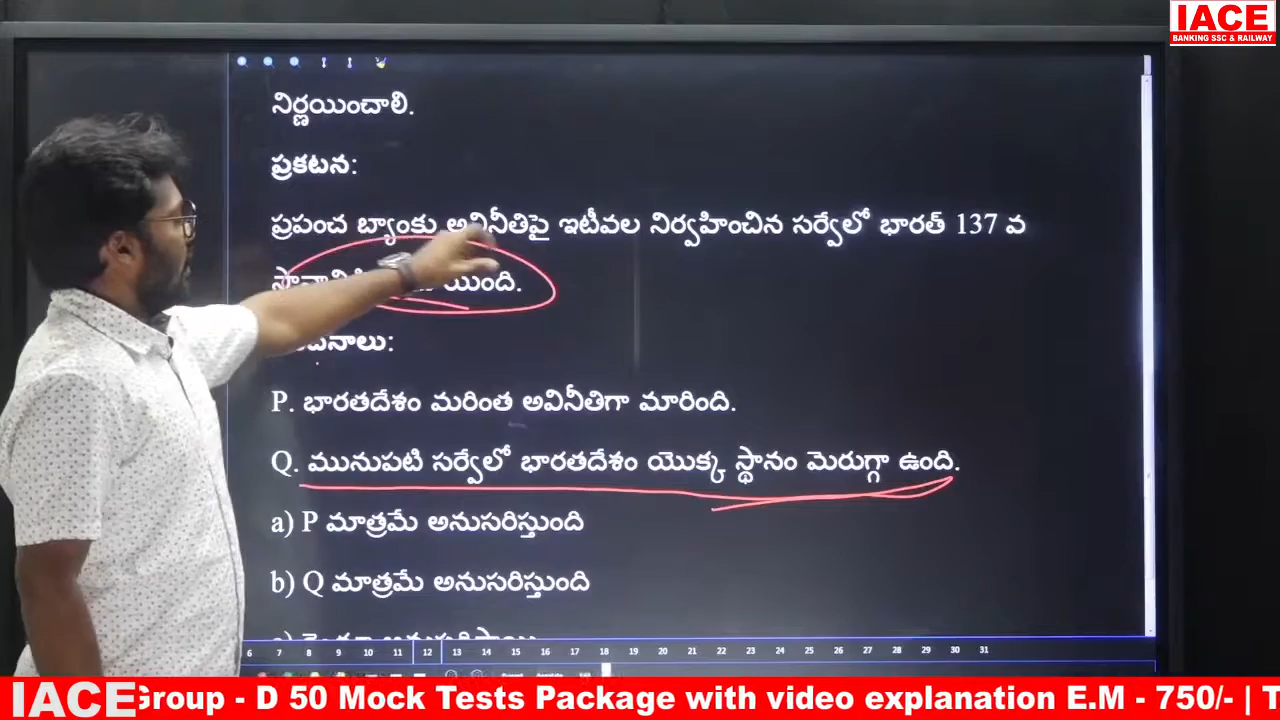 IACE
BANKING SSC & RAILWAY
నిర్ణయించాలి.
ప్రకటన:
ప్రపంచ బ్యాంకు అవినీతిపై ఇటీవల నిర్వహించిన సర్వేలో భారత్ 137 వ
యింది.
P. భారతదేశం మరింత అవినీతిగా మారింది.
Q. మునుపటి సర్వేలో భారతదేశం యొక్క స్థానం మెరుగ్గా ఉంది.
a) P మాత్రమే అనుసరిస్తుంది
b) Q మాత్రమే అనుసరిస్తుంది
6 7 8 9 10 11 12 13 14 15 16 17 18 19 20 21 22 23 24 25 26 27 28 29 30 31
IACE Group - D 50 Mock Tests Package with video explanation E.M - 750/- | T